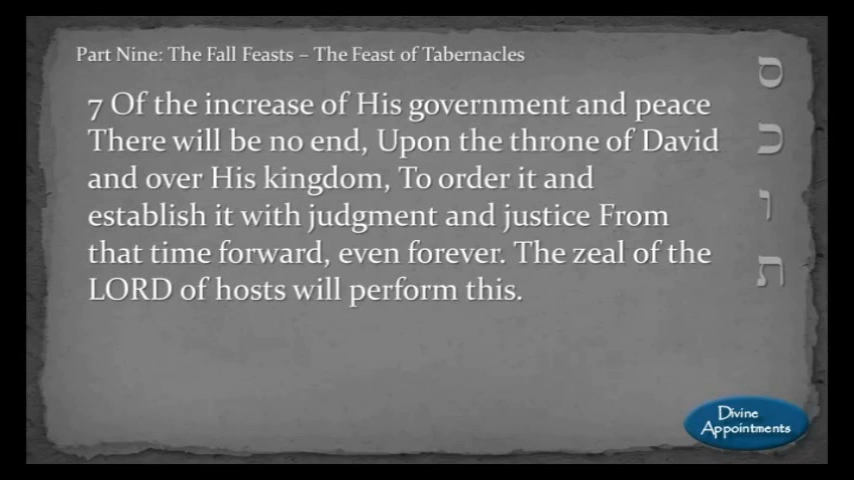 Part Nine: The Fall Feasts – The Feast of Tabernacles
7 Of the increase of His government and peace
There will be no end, Upon the throne of David
and over His kingdom, To order it and
establish it with judgment and justice From
that time forward, even forever. The zeal of the
LORD of hosts will perform this.
ס
כ
ו
ת
Divine
Appointments